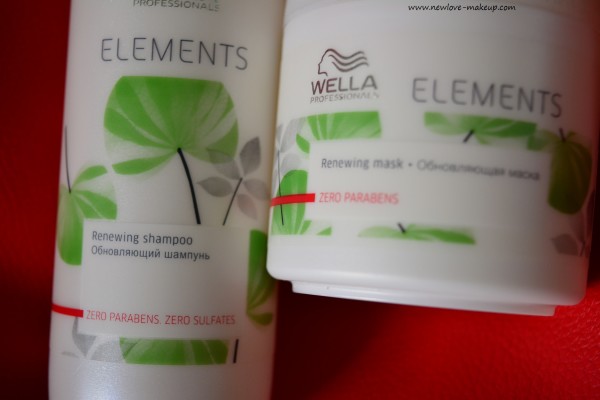 www.newlove-makeup.com
PROFESSIONALS
ELEMENTS
Renewing shampoo
Обновляющий шампунь
ZERO PARABENS. ZERO SULFATES
WELLA
PROFESSIONALS
ELEMENTS
Renewing mask • Обновляющая маска
ZERO PARABENS